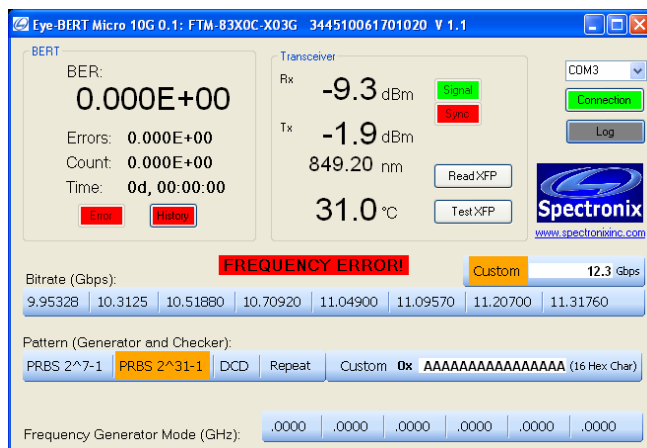 Eye-BERT Micro 10G 0.1: FTM-83X0C-X03G 344510061701020 V 1.1
BERT
BER:
0.000E+00
Errors: 0.000E+00
Count: 0.000E+00
Time: 0d, 00:00:00
Error
History
Transceiver
Rx -9.3 dBm
Signal
Sync
Tx -1.9 dBm
849.20 nm
Read XFP
31.0 °C
Test XFP
COM3
Connection
Log
Spectronix
www.spectronixinc.com
FREQUENCY ERROR!
Custom 12.3 Gbps
Bitrate (Gbps):
9.95328 10.3125 10.51880 10.70920 11.04900 11.09570 11.20700 11.31760
Pattern (Generator and Checker):
PRBS 2^7-1 PRBS 2^31-1 DCD Repeat Custom 0x AAAAAAAAAAAAAAAA (16 Hex Char)
Frequency Generator Mode (GHz): .0000 .0000 .0000 .0000 .0000 .0000